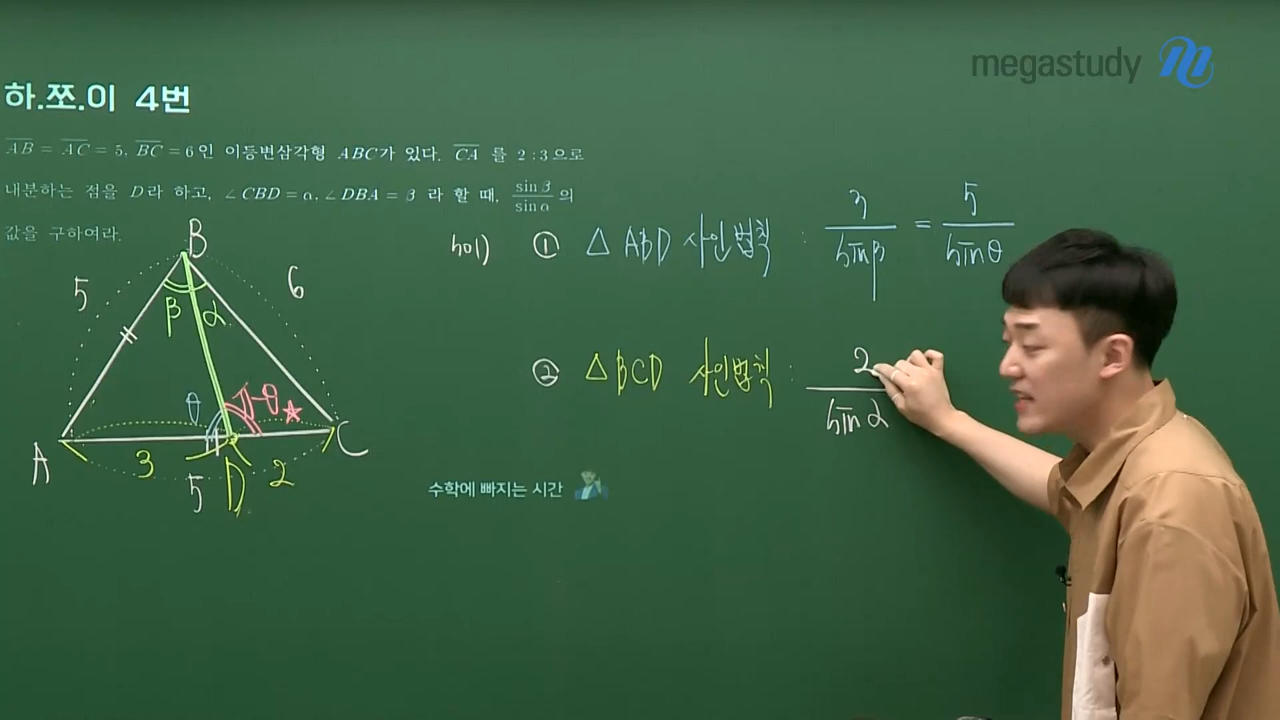 megastudy
하.쪼.이 4번
AB = AC = 5, BC = 6인 이등변삼각형 ABC가 있다. CA 를 2 : 3으로
내분하는 점을 D라 하고, ∠CBD = α, ∠DBA = β 라 할 때, sin β / sin α 의
값을 구하여라.
B
5
6
β α
θ π-θ ☆
A
C
3
5
D
2
sol) ① △ABD 사인법칙 : 3 / sinβ = 5 / sinθ
② △BCD 사인법칙 : 2 / sin α
수학에 빠지는 시간